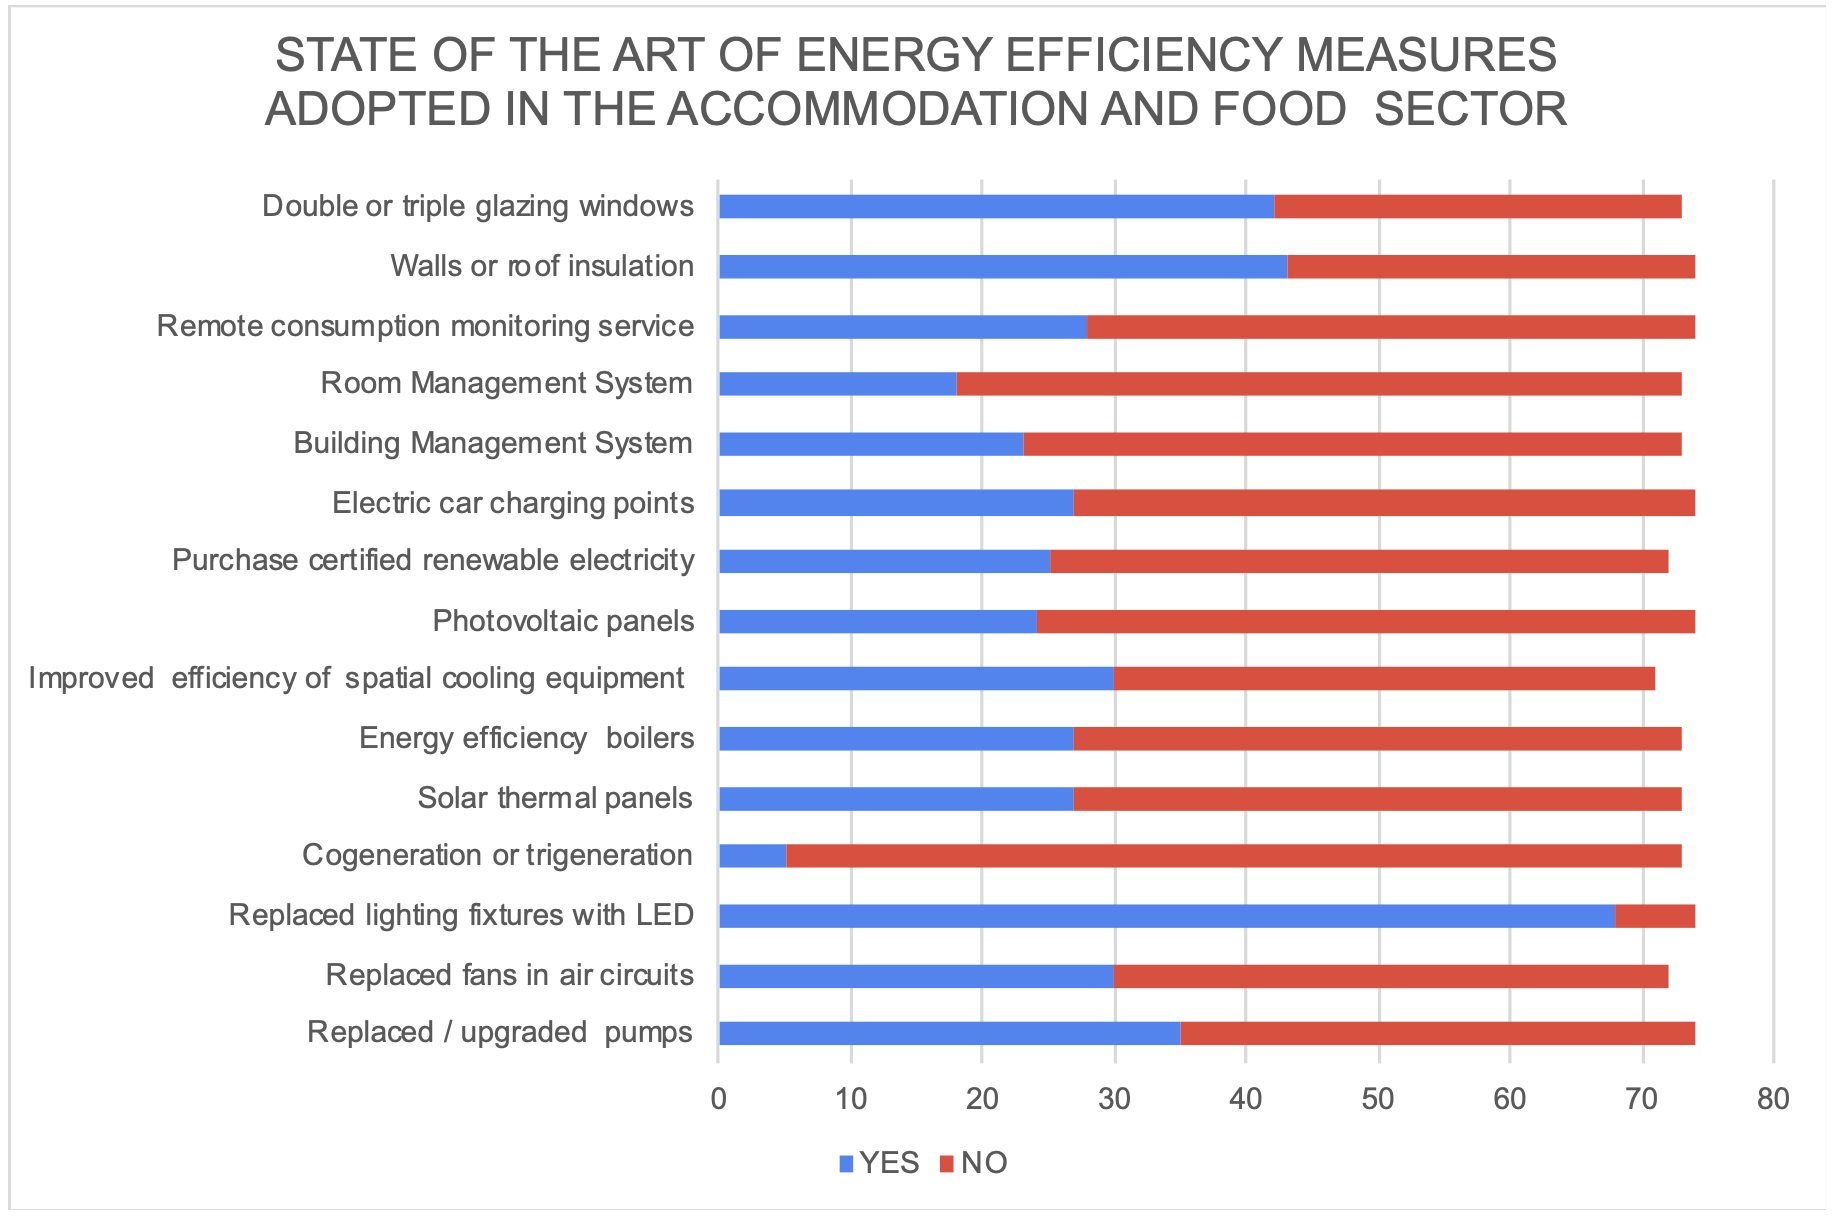 STATE OF THE ART OF ENERGY EFFICIENCY MEASURES
ADOPTED IN THE ACCOMMODATION AND FOOD SECTOR
Double or triple glazing windows
Walls or roof insulation
Remote consumption monitoring service
Room Management System
Building Management System
Electric car charging points
Purchase certified renewable electricity
Photovoltaic panels
Improved efficiency of spatial cooling equipment
Energy efficiency boilers
Solar thermal panels
Cogeneration or trigeneration
Replaced lighting fixtures with LED
Replaced fans in air circuits
Replaced / upgraded pumps
0 10 20 30 40 50 60 70 80
YES NO